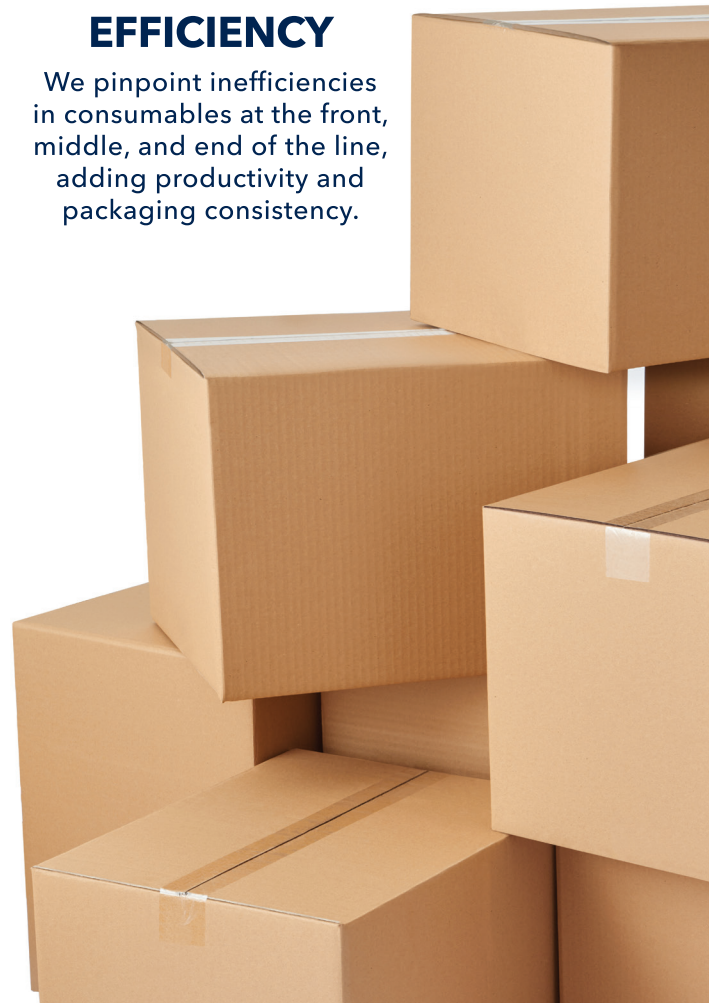 EFFICIENCY
We pinpoint inefficiencies
in consumables at the front,
middle, and end of the line,
adding productivity and
packaging consistency.